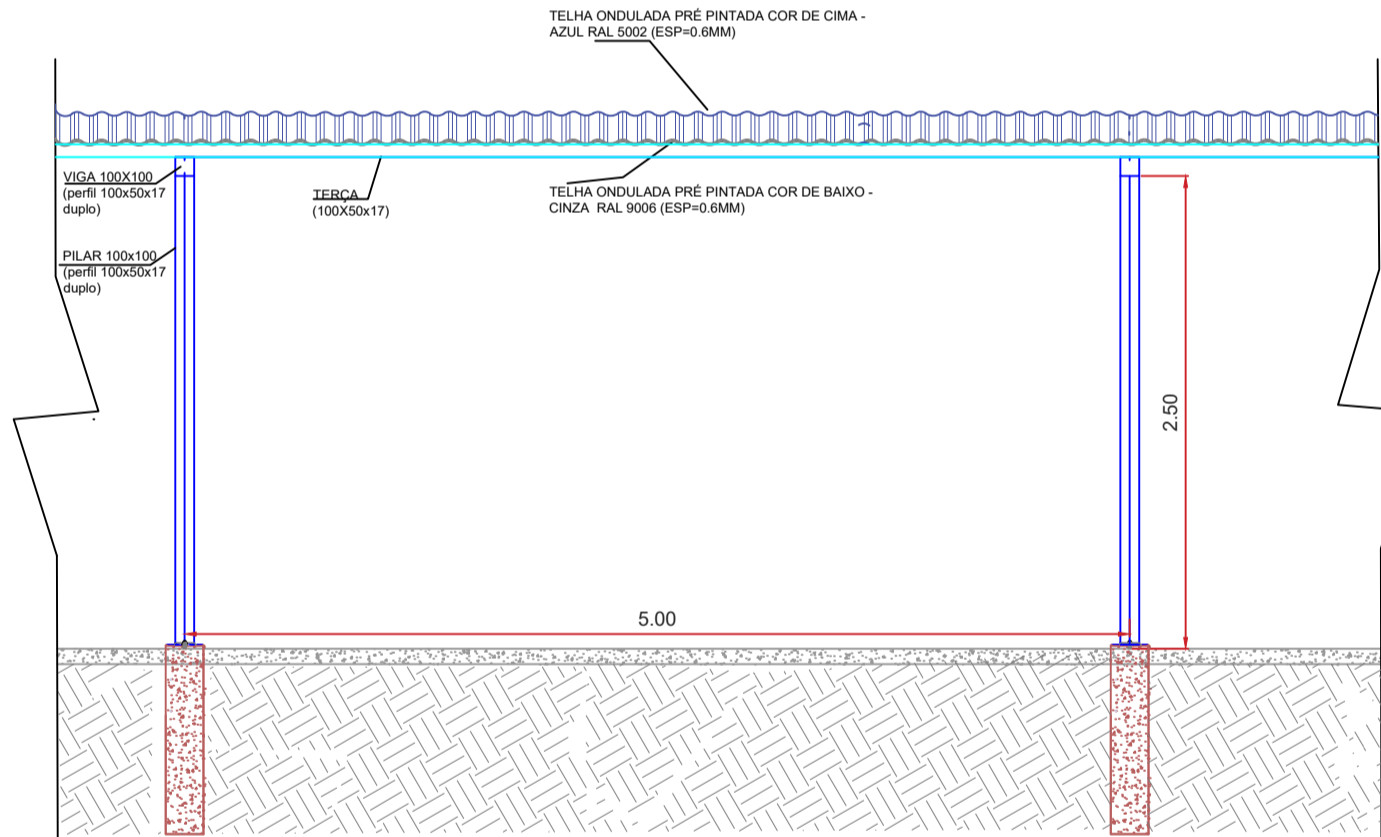 TELHA ONDULADA PRÉ PINTADA COR DE CIMA -
AZUL RAL 5002 (ESP=0.6MM)
VIGA 100X100
(perfil 100x50x17
duplo)
TERÇA
(100X50x17)
TELHA ONDULADA PRÉ PINTADA COR DE BAIXO -
CINZA RAL 9006 (ESP=0.6MM)
PILAR 100x100
(perfil 100x50x17
duplo)
2.50
5.00